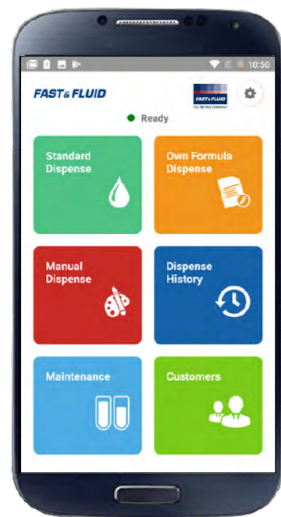 10:50
FAST & FLUID
FAST & FLUID
Ready
Standard
Dispense
Own Formula
Dispense
Manual
Dispense
Dispense
History
Maintenance
Customers